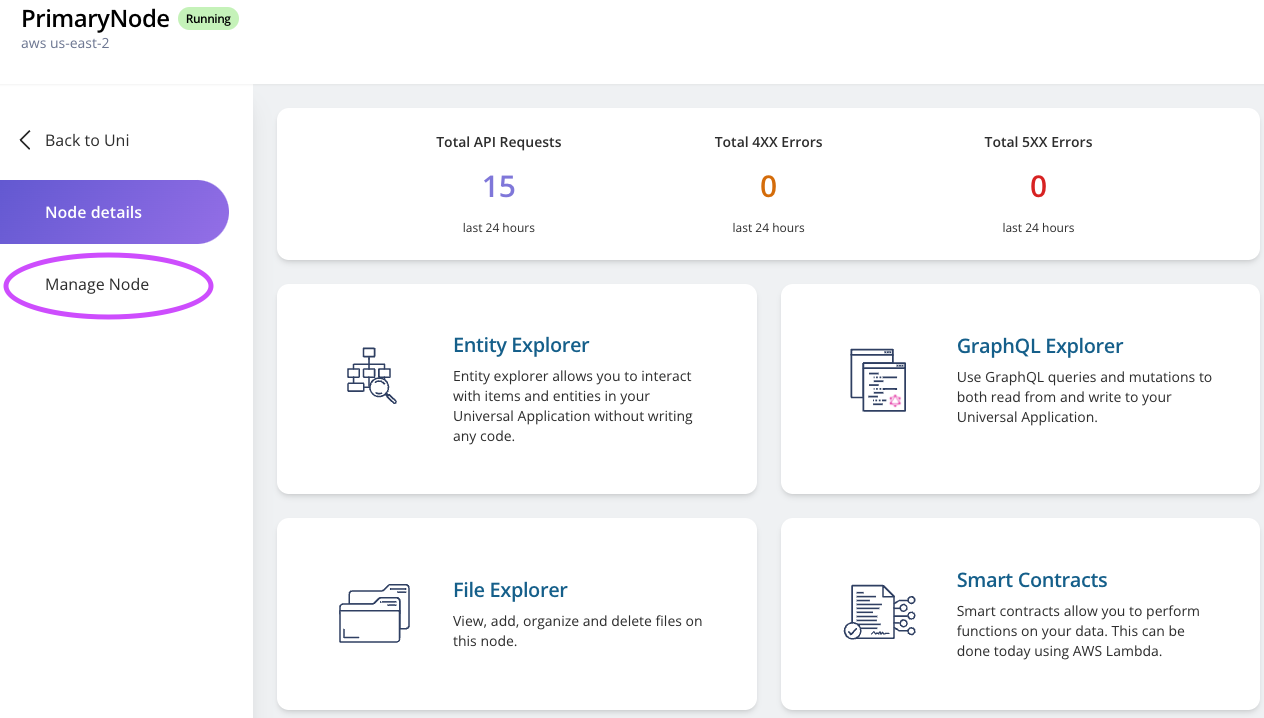 PrimaryNode Running
aws us-east-2
Back to Uni
Node details
Manage Node
Total API Requests
15
last 24 hours
Total 4XX Errors
0
last 24 hours
Total 5XX Errors
0
last 24 hours
Entity Explorer
Entity explorer allows you to interact
with items and entities in your
Universal Application without writing
any code.
GraphQL Explorer
Use GraphQL queries and mutations to
both read from and write to your
Universal Application.
File Explorer
View, add, organize and delete files on
this node.
Smart Contracts
Smart contracts allow you to perform
functions on your data. This can be
done today using AWS Lambda.